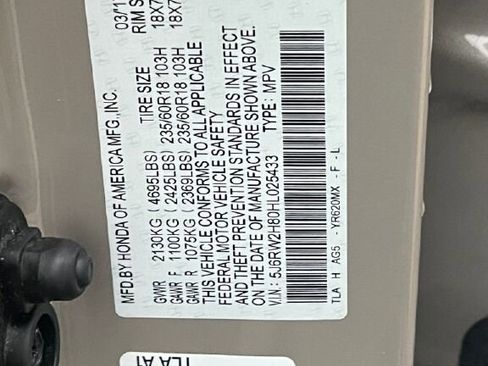 MFD.BY HONDA OF AMERICA MFG.,INC. 03/1
TIRE SIZE RIM S
GVWR 2130KG (4695LBS)
GAWR F 1100KG (2425LBS) 235/60R18 103H 18X7
GAWR R 1075KG (2369LBS) 235/60R18 103H 18X7
THIS VEHICLE CONFORMS TO ALL APPLICABLE
FEDERAL MOTOR VEHICLE SAFETY
AND THEFT PREVENTION STANDARDS IN EFFECT
ON THE DATE OF MANUFACTURE SHOWN ABOVE.
V.I.N.: 5J6RW2H80HL025433 TYPE: MPV
TLA H AG5 - YR620MX - F - L
TLA A1